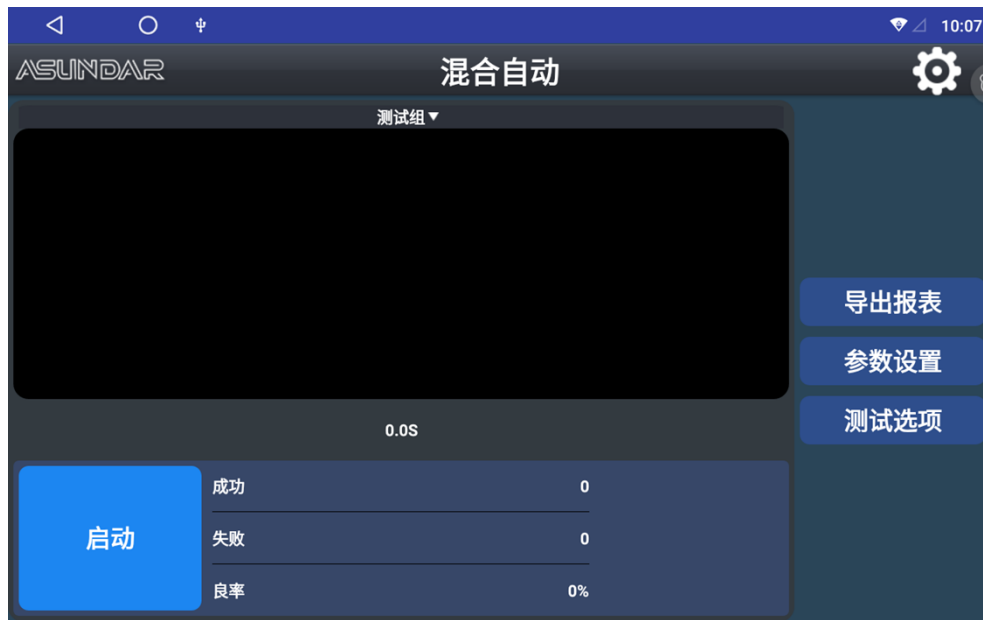 10:07
ASUNDAR
混合自动
测试组▼
导出报表
参数设置
测试选项
0.0S
启动
成功 0
失败 0
良率 0%